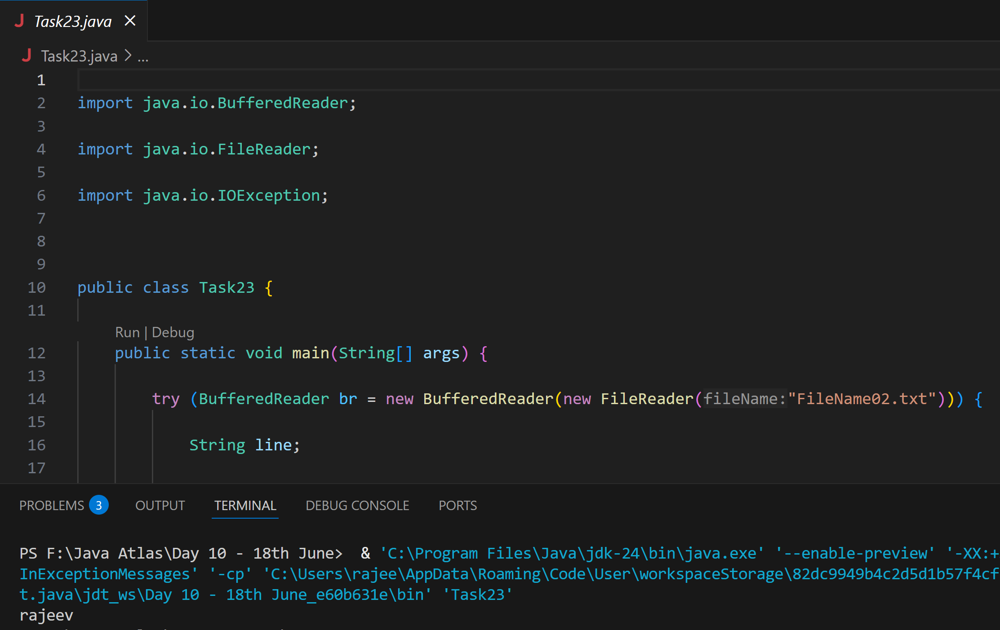 Task23.java
Task23.java > ...
1
2 import java.io.BufferedReader;
3
4 import java.io.FileReader;
5
6 import java.io.IOException;
7
8
9
10 public class Task23 {
11
Run | Debug
12 public static void main(String[] args) {
13
14 try (BufferedReader br = new BufferedReader(new FileReader(fileName:"FileName02.txt"))) {
15
16 String line;
17
PROBLEMS 3 OUTPUT TERMINAL DEBUG CONSOLE PORTS
PS F:\Java Atlas\Day 10 - 18th June>  & 'C:\Program Files\Java\jdk-24\bin\java.exe' '--enable-preview' '-XX:+
InExceptionMessages' '-cp' 'C:\Users\rajee\AppData\Roaming\Code\User\workspaceStorage\82dc9949b4c2d5d1b57f4cf
t.java\jdt_ws\Day 10 - 18th June_e60b631e\bin' 'Task23'
rajeev